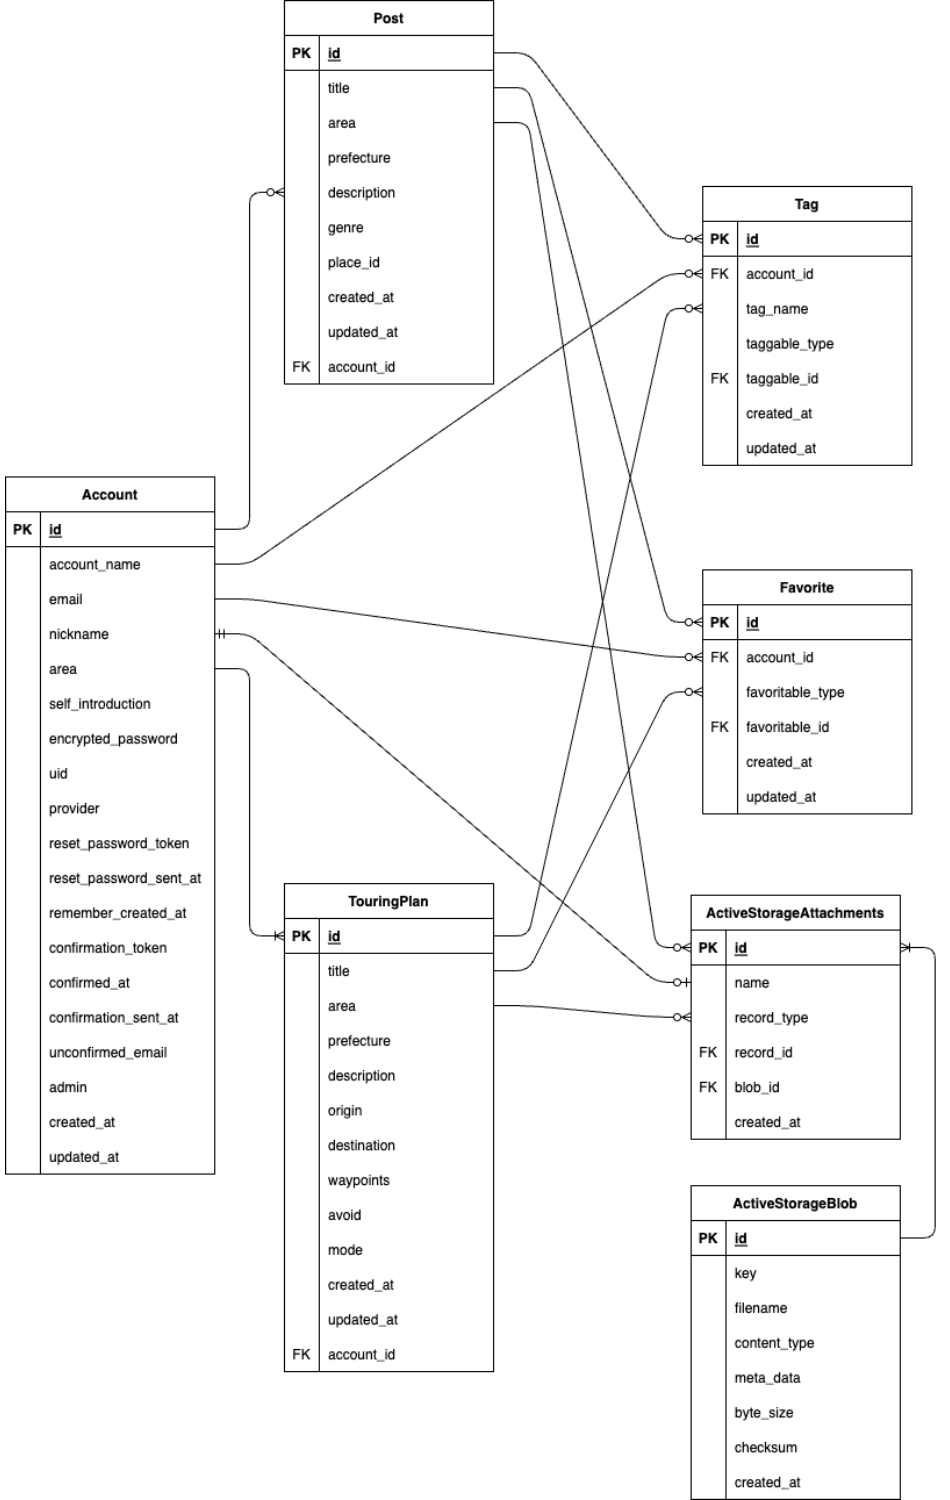 Post
PK id
title
area
prefecture
description
genre
place_id
created_at
updated_at
FK account_id
Tag
PK id
FK account_id
tag_name
taggable_type
FK taggable_id
created_at
updated_at
Account
PK id
account_name
email
nickname
area
self_introduction
encrypted_password
uid
provider
reset_password_token
reset_password_sent_at
remember_created_at
confirmation_token
confirmed_at
confirmation_sent_at
unconfirmed_email
admin
created_at
updated_at
Favorite
PK id
FK account_id
favoritable_type
FK favoritable_id
created_at
updated_at
TouringPlan
PK id
title
area
prefecture
description
origin
destination
waypoints
avoid
mode
created_at
updated_at
FK account_id
ActiveStorageAttachments
PK id
name
record_type
FK record_id
FK blob_id
created_at
ActiveStorageBlob
PK id
key
filename
content_type
meta_data
byte_size
checksum
created_at